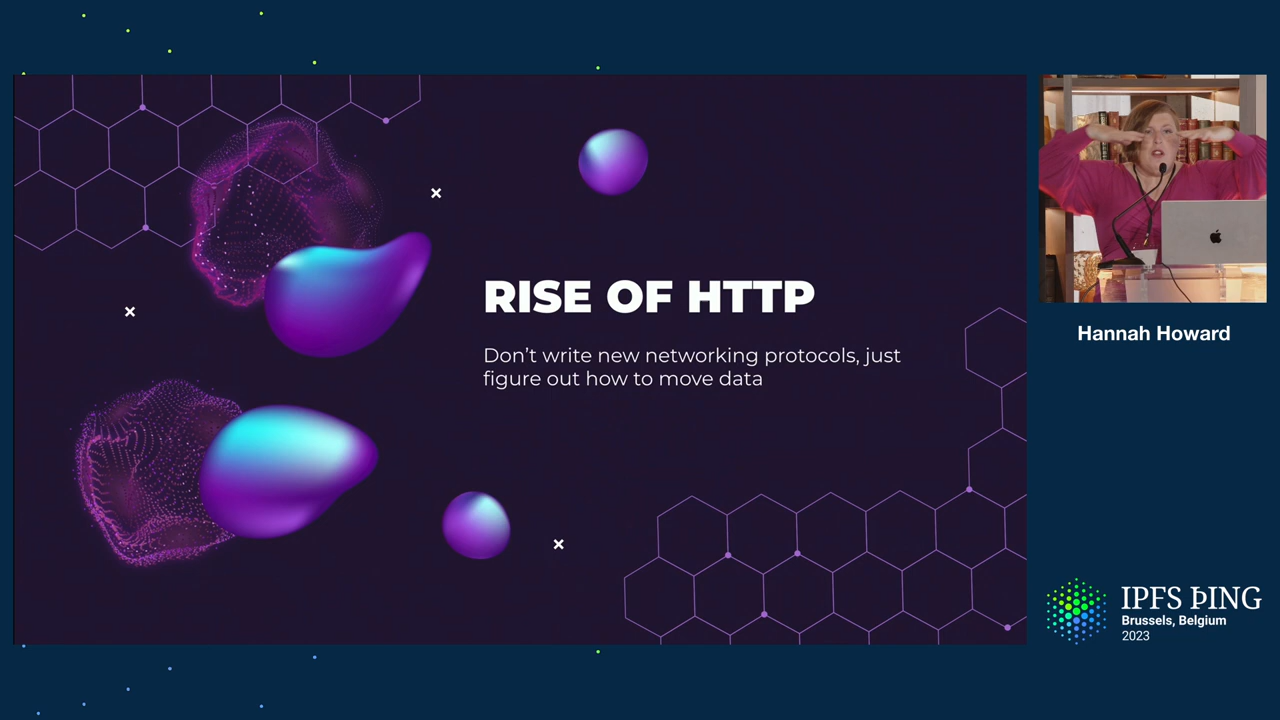 RISE OF HTTP
Don’t write new networking protocols, just
figure out how to move data
Hannah Howard
IPFS ÞING
Brussels, Belgium
2023